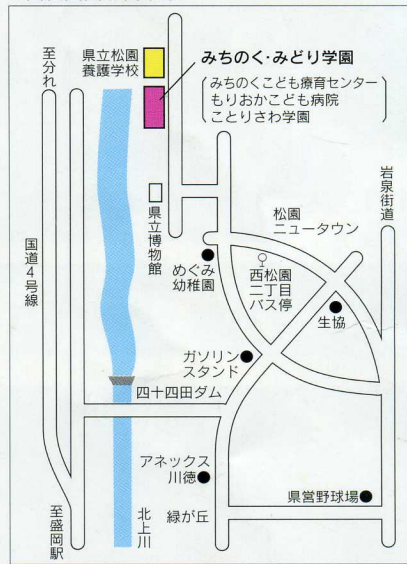 至分れ
県立松園
養護学校
みちのく・みどり学園
みちのくこども療育センター
もりおかこども病院
ことりさわ学園
岩泉街道
松園
ニュータウン
県立博物館
国道4号線
めぐみ
幼稚園
西松園
二丁目
バス停
生協
ガソリン
スタンド
四十四田ダム
アネックス
川徳
県営野球場
緑が丘
北上川
至盛岡駅